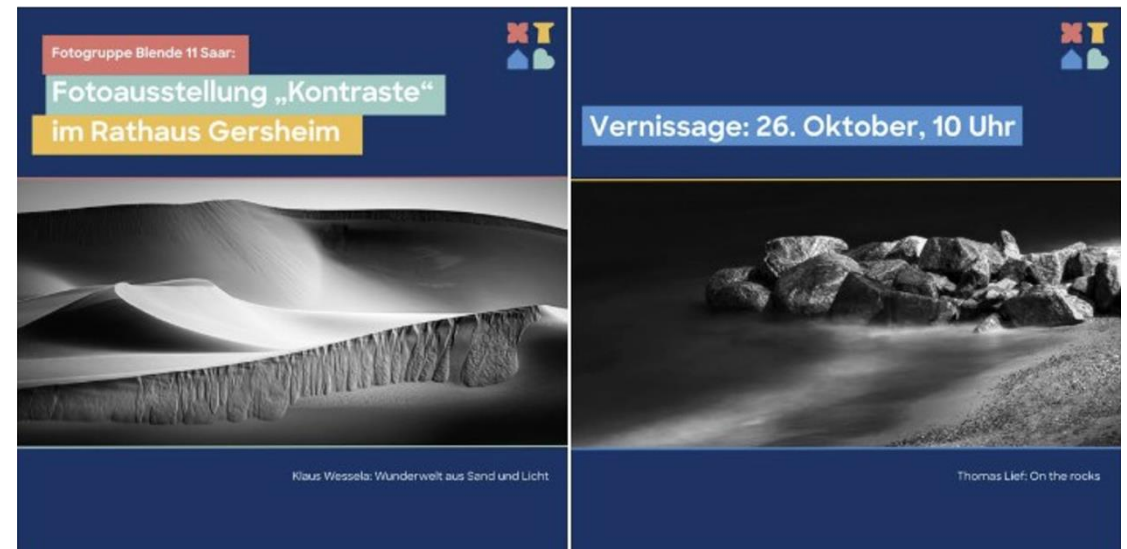 Fotogruppe Blende 11 Saar:
Fotoausstellung „Kontraste“
im Rathaus Gersheim
Klaus Wessela: Wunderwelt aus Sand und Licht
Vernissage: 26. Oktober, 10 Uhr
Thomas Lief: On the rocks